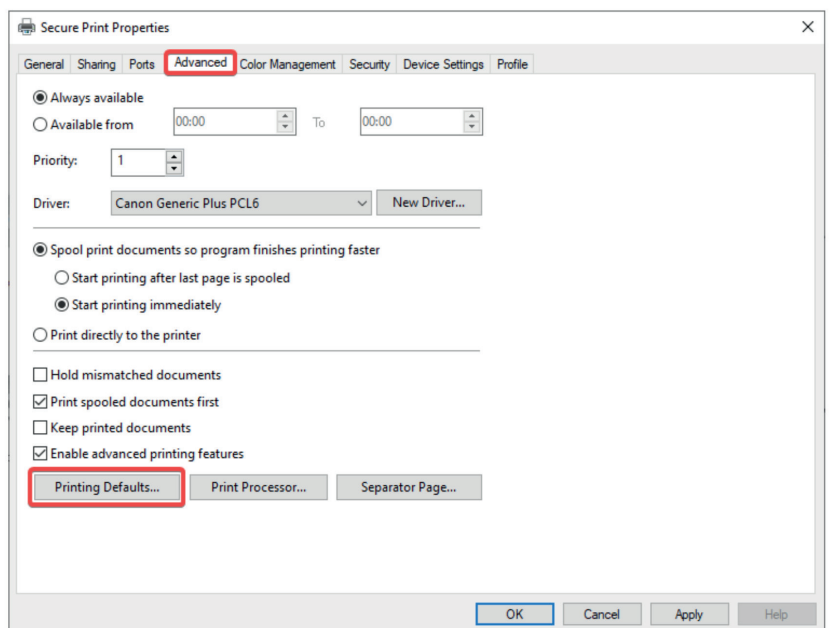 Secure Print Properties
General Sharing Ports Advanced Color Management Security Device Settings Profile
Always available
Available from 00:00 To 00:00
Priority: 1
Driver: Canon Generic Plus PCL6 New Driver...
Spool print documents so program finishes printing faster
Start printing after last page is spooled
Start printing immediately
Print directly to the printer
Hold mismatched documents
Print spooled documents first
Keep printed documents
Enable advanced printing features
Printing Defaults... Print Processor... Separator Page...
OK Cancel Apply Help